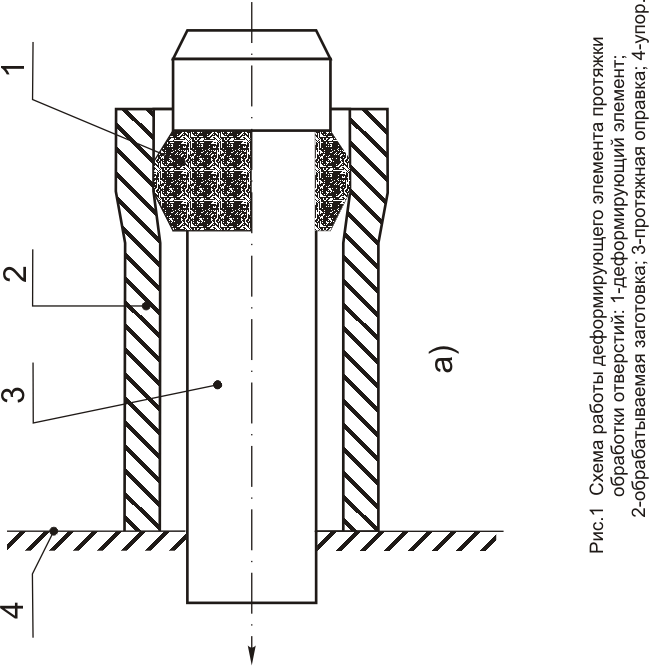 1
2
3
4
а)
Рис.1 Схема работы деформирующего элемента протяжки
обработки отверстий: 1-деформирующий элемент;
2-обрабатываемая заготовка; 3-протяжная оправка; 4-упор.